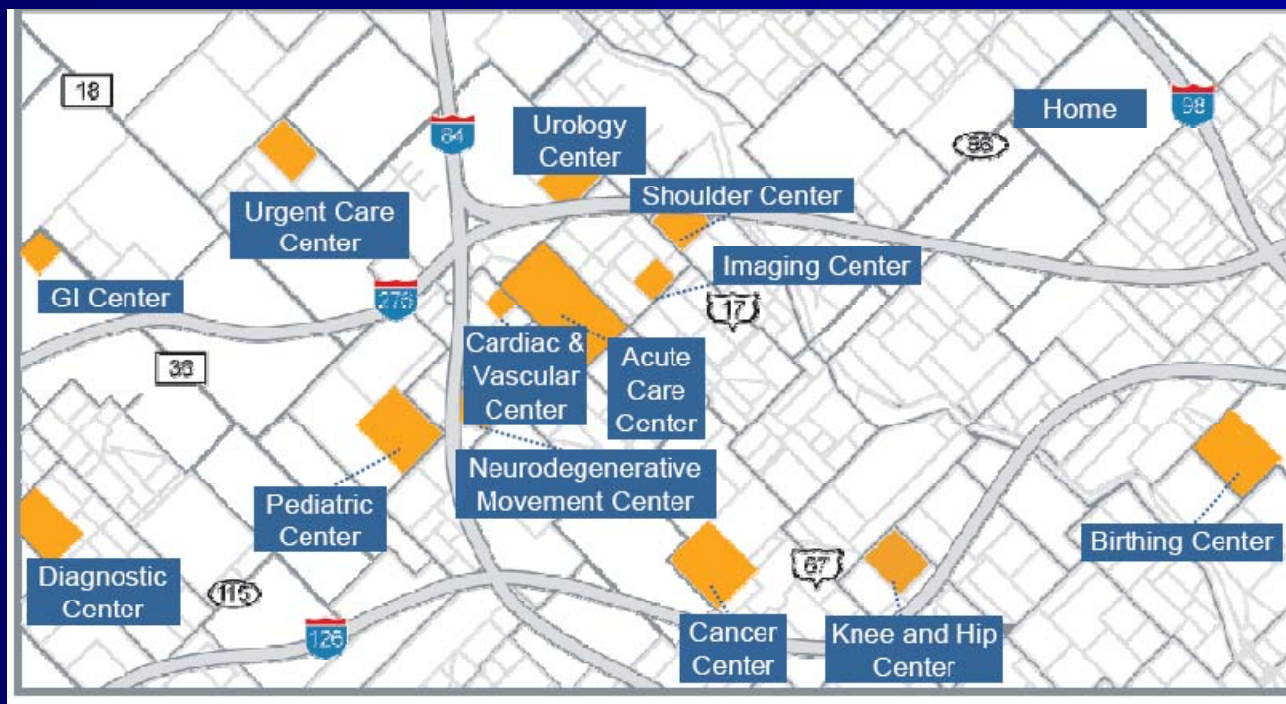 18
84
Urology
Center
Home
98
86
Urgent Care
Center
Shoulder Center
GI Center
276
Imaging Center
17
36
Cardiac &
Vascular
Center
Acute
Care
Center
Pediatric
Center
Neurodegenerative
Movement Center
Diagnostic
Center
115
126
Cancer
Center
67
Knee and Hip
Center
Birthing Center